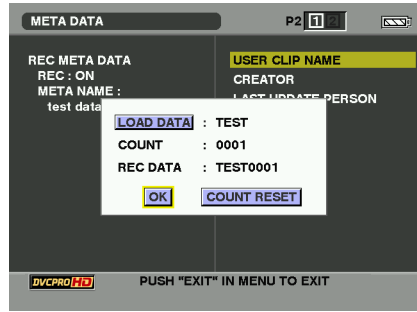 META DATA
P2 1 2
REC META DATA
REC : ON
META NAME :
test data
USER CLIP NAME
CREATOR
LAST UPDATE PERSON
LOAD DATA : TEST
COUNT : 0001
REC DATA : TEST0001
OK COUNT RESET
DVCPRO HD
PUSH "EXIT" IN MENU TO EXIT